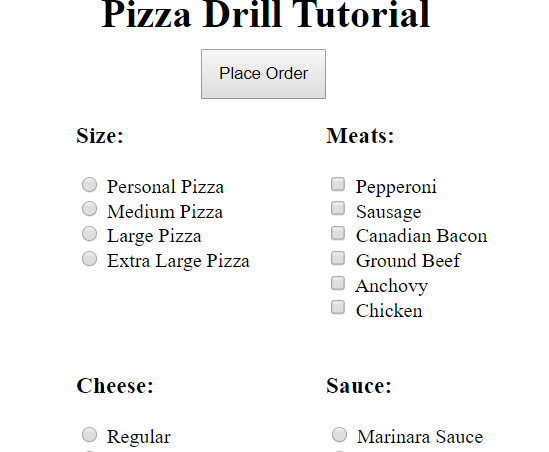 Pizza Drill Tutorial
Place Order
Size:
Personal Pizza
Medium Pizza
Large Pizza
Extra Large Pizza
Meats:
Pepperoni
Sausage
Canadian Bacon
Ground Beef
Anchovy
Chicken
Cheese:
Regular
Sauce:
Marinara Sauce